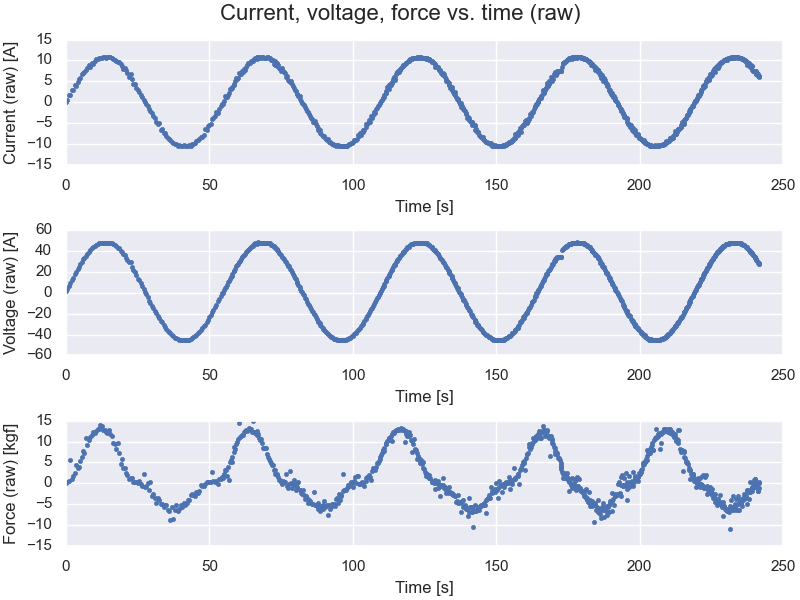 Current, voltage, force vs. time (raw)
Current (raw) [A]
15
10
5
0
−5
−10
−15
0 50 100 150 200 250
Time [s]
Voltage (raw) [A]
60
40
20
0
−20
−40
−60
0 50 100 150 200 250
Time [s]
Force (raw) [kgf]
15
10
5
0
−5
−10
−15
0 50 100 150 200 250
Time [s]